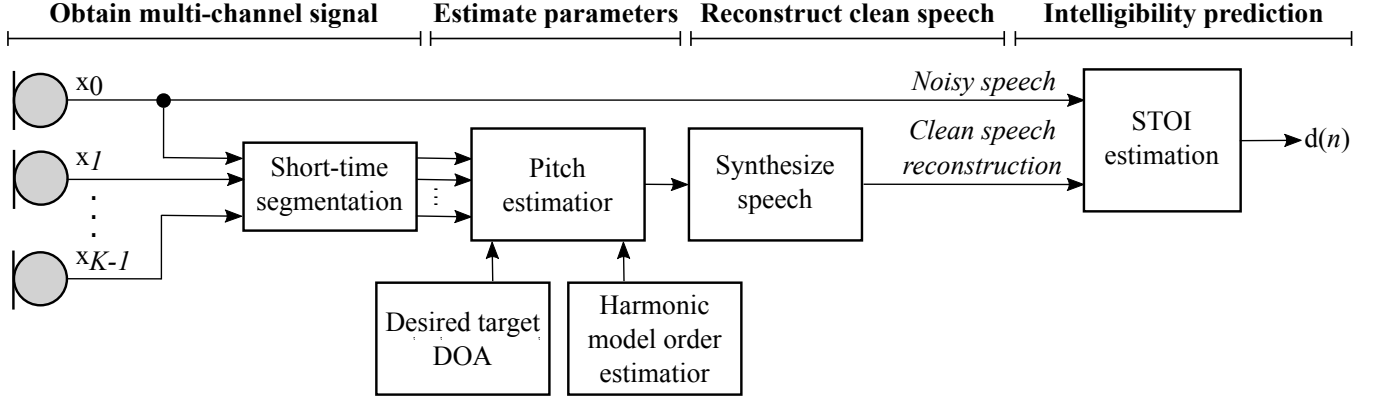 Obtain multi-channel signal
Estimate parameters
Reconstruct clean speech
Intelligibility prediction
x0
Noisy speech
x1
Short-time
segmentation
Pitch
estimatior
Synthesize
speech
Clean speech
reconstruction
STOI
estimation
d(n)
xK-1
Desired target
DOA
Harmonic
model order
estimatior